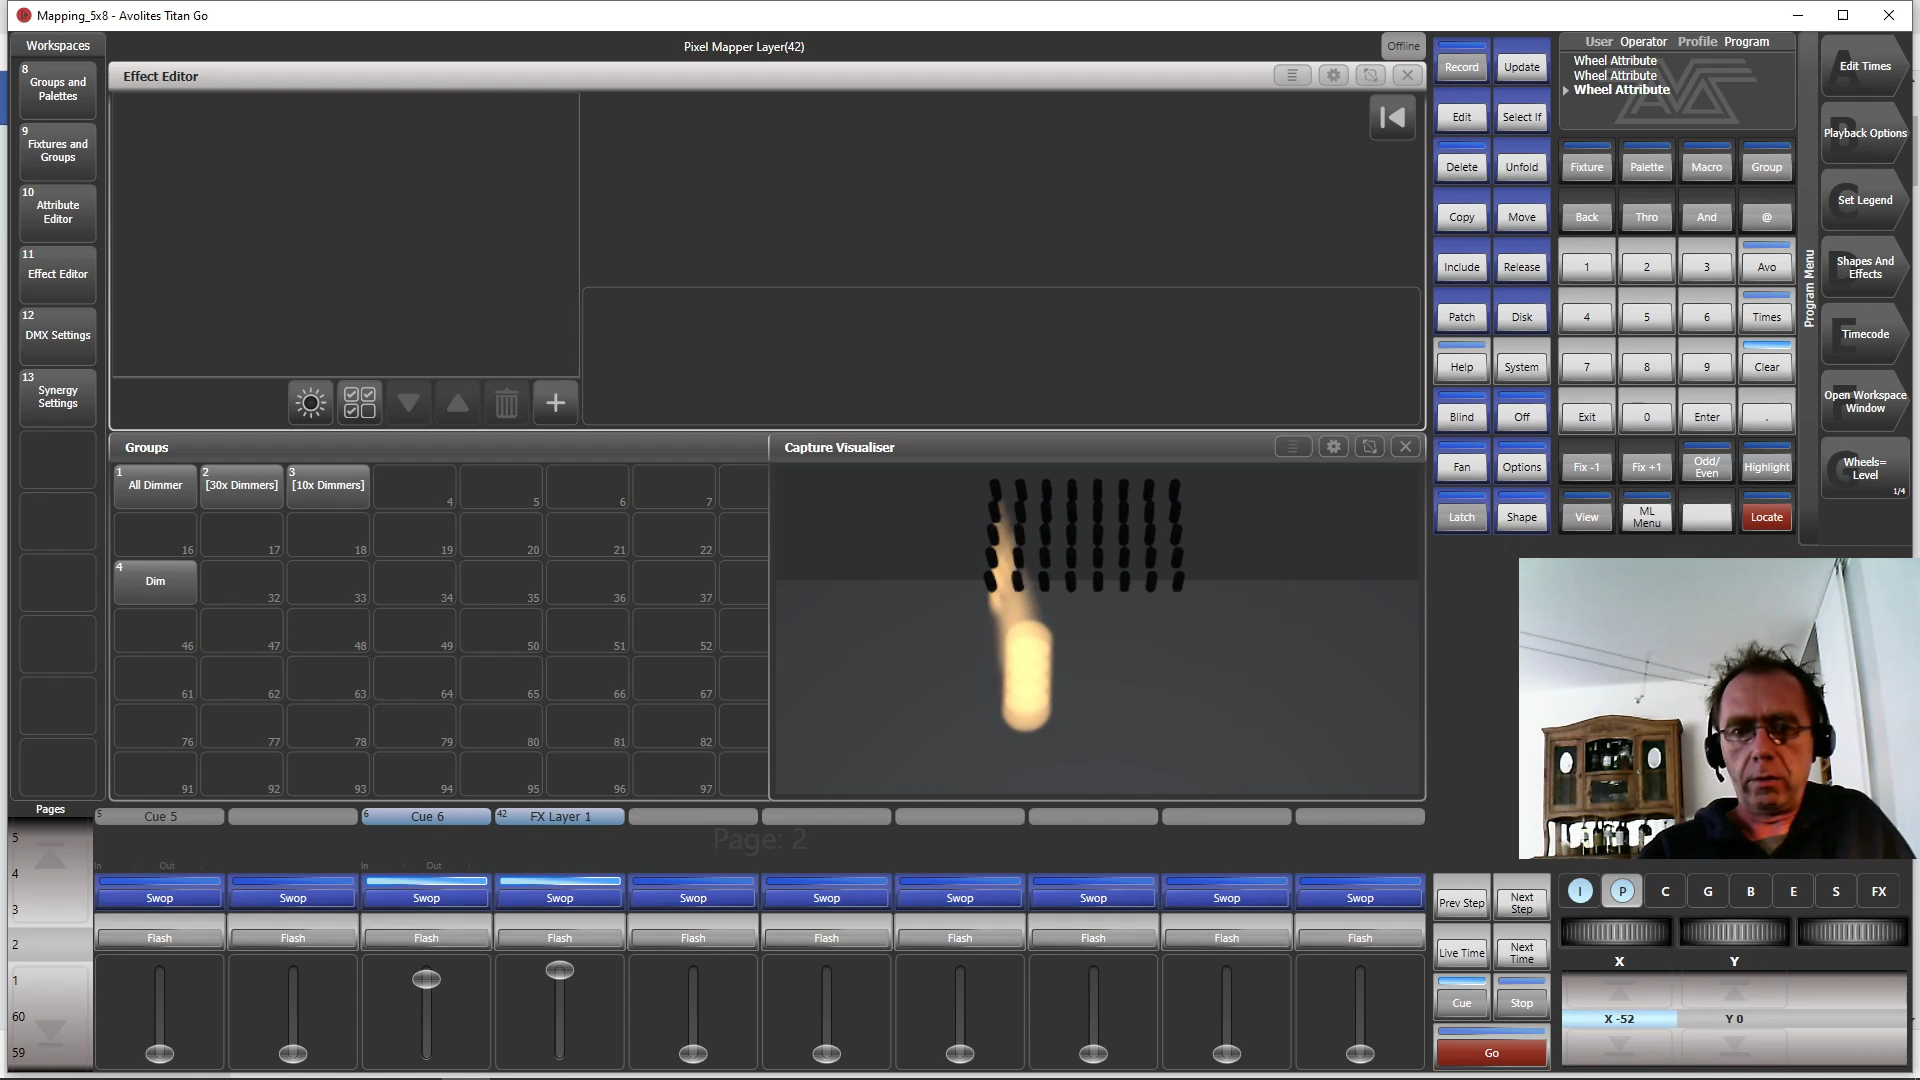 Mapping_5x8 - Avolites Titan Go
Workspaces
Pixel Mapper Layer(42)
Offline
User Operator Profile Program
Wheel Attribute
Wheel Attribute
Wheel Attribute
Effect Editor
8
Groups and
Palettes
9
Fixtures and
Groups
10
Attribute
Editor
11
Effect Editor
12
DMX Settings
13
Synergy
Settings
Record
Update
Edit
Select If
Delete
Unfold
Copy
Move
Include
Release
Patch
Disk
Help
System
Blind
Off
Fan
Options
Latch
Shape
Fixture
Palette
Macro
Group
Back
Thro
And
@
1
2
3
Avo
4
5
6
Times
7
8
9
Clear
Exit
0
Enter
.
Fix -1
Fix +1
Odd/
Even
Highlight
View
ML
Menu
Locate
Program Menu
A
Edit Times
B
Playback Options
C
Set Legend
D
Shapes And
Effects
E
Timecode
F
Open Workspace
Window
G
Wheels=
Level
1/4
Groups
Capture Visualiser
1
All Dimmer
2
[30x Dimmers]
3
[10x Dimmers]
4
5
6
7
16
17
18
19
20
21
22
4
Dim
32
33
34
35
36
37
46
47
48
49
50
51
52
61
62
63
64
65
66
67
76
77
78
79
80
81
82
91
92
93
94
95
96
97
Pages
5
Cue 5
6
Cue 6
42
FX Layer 1
Page: 2
In
Out
In
Out
5
4
3
2
1
60
59
Swop
Swop
Swop
Swop
Swop
Swop
Swop
Swop
Swop
Swop
Flash
Flash
Flash
Flash
Flash
Flash
Flash
Flash
Flash
Flash
Prev Step
Next
Step
Live Time
Next
Time
Cue
Stop
Go
I
P
C
G
B
E
S
FX
X
Y
X -52
Y 0